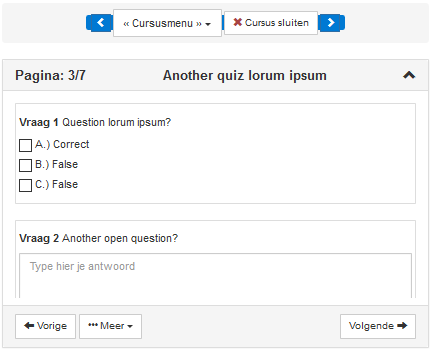 « Cursusmenu » Cursus sluiten
Pagina: 3/7 Another quiz lorum ipsum
Vraag 1 Question lorum ipsum?
A.) Correct
B.) False
C.) False
Vraag 2 Another open question?
Type hier je antwoord
Vorige ••• Meer Volgende